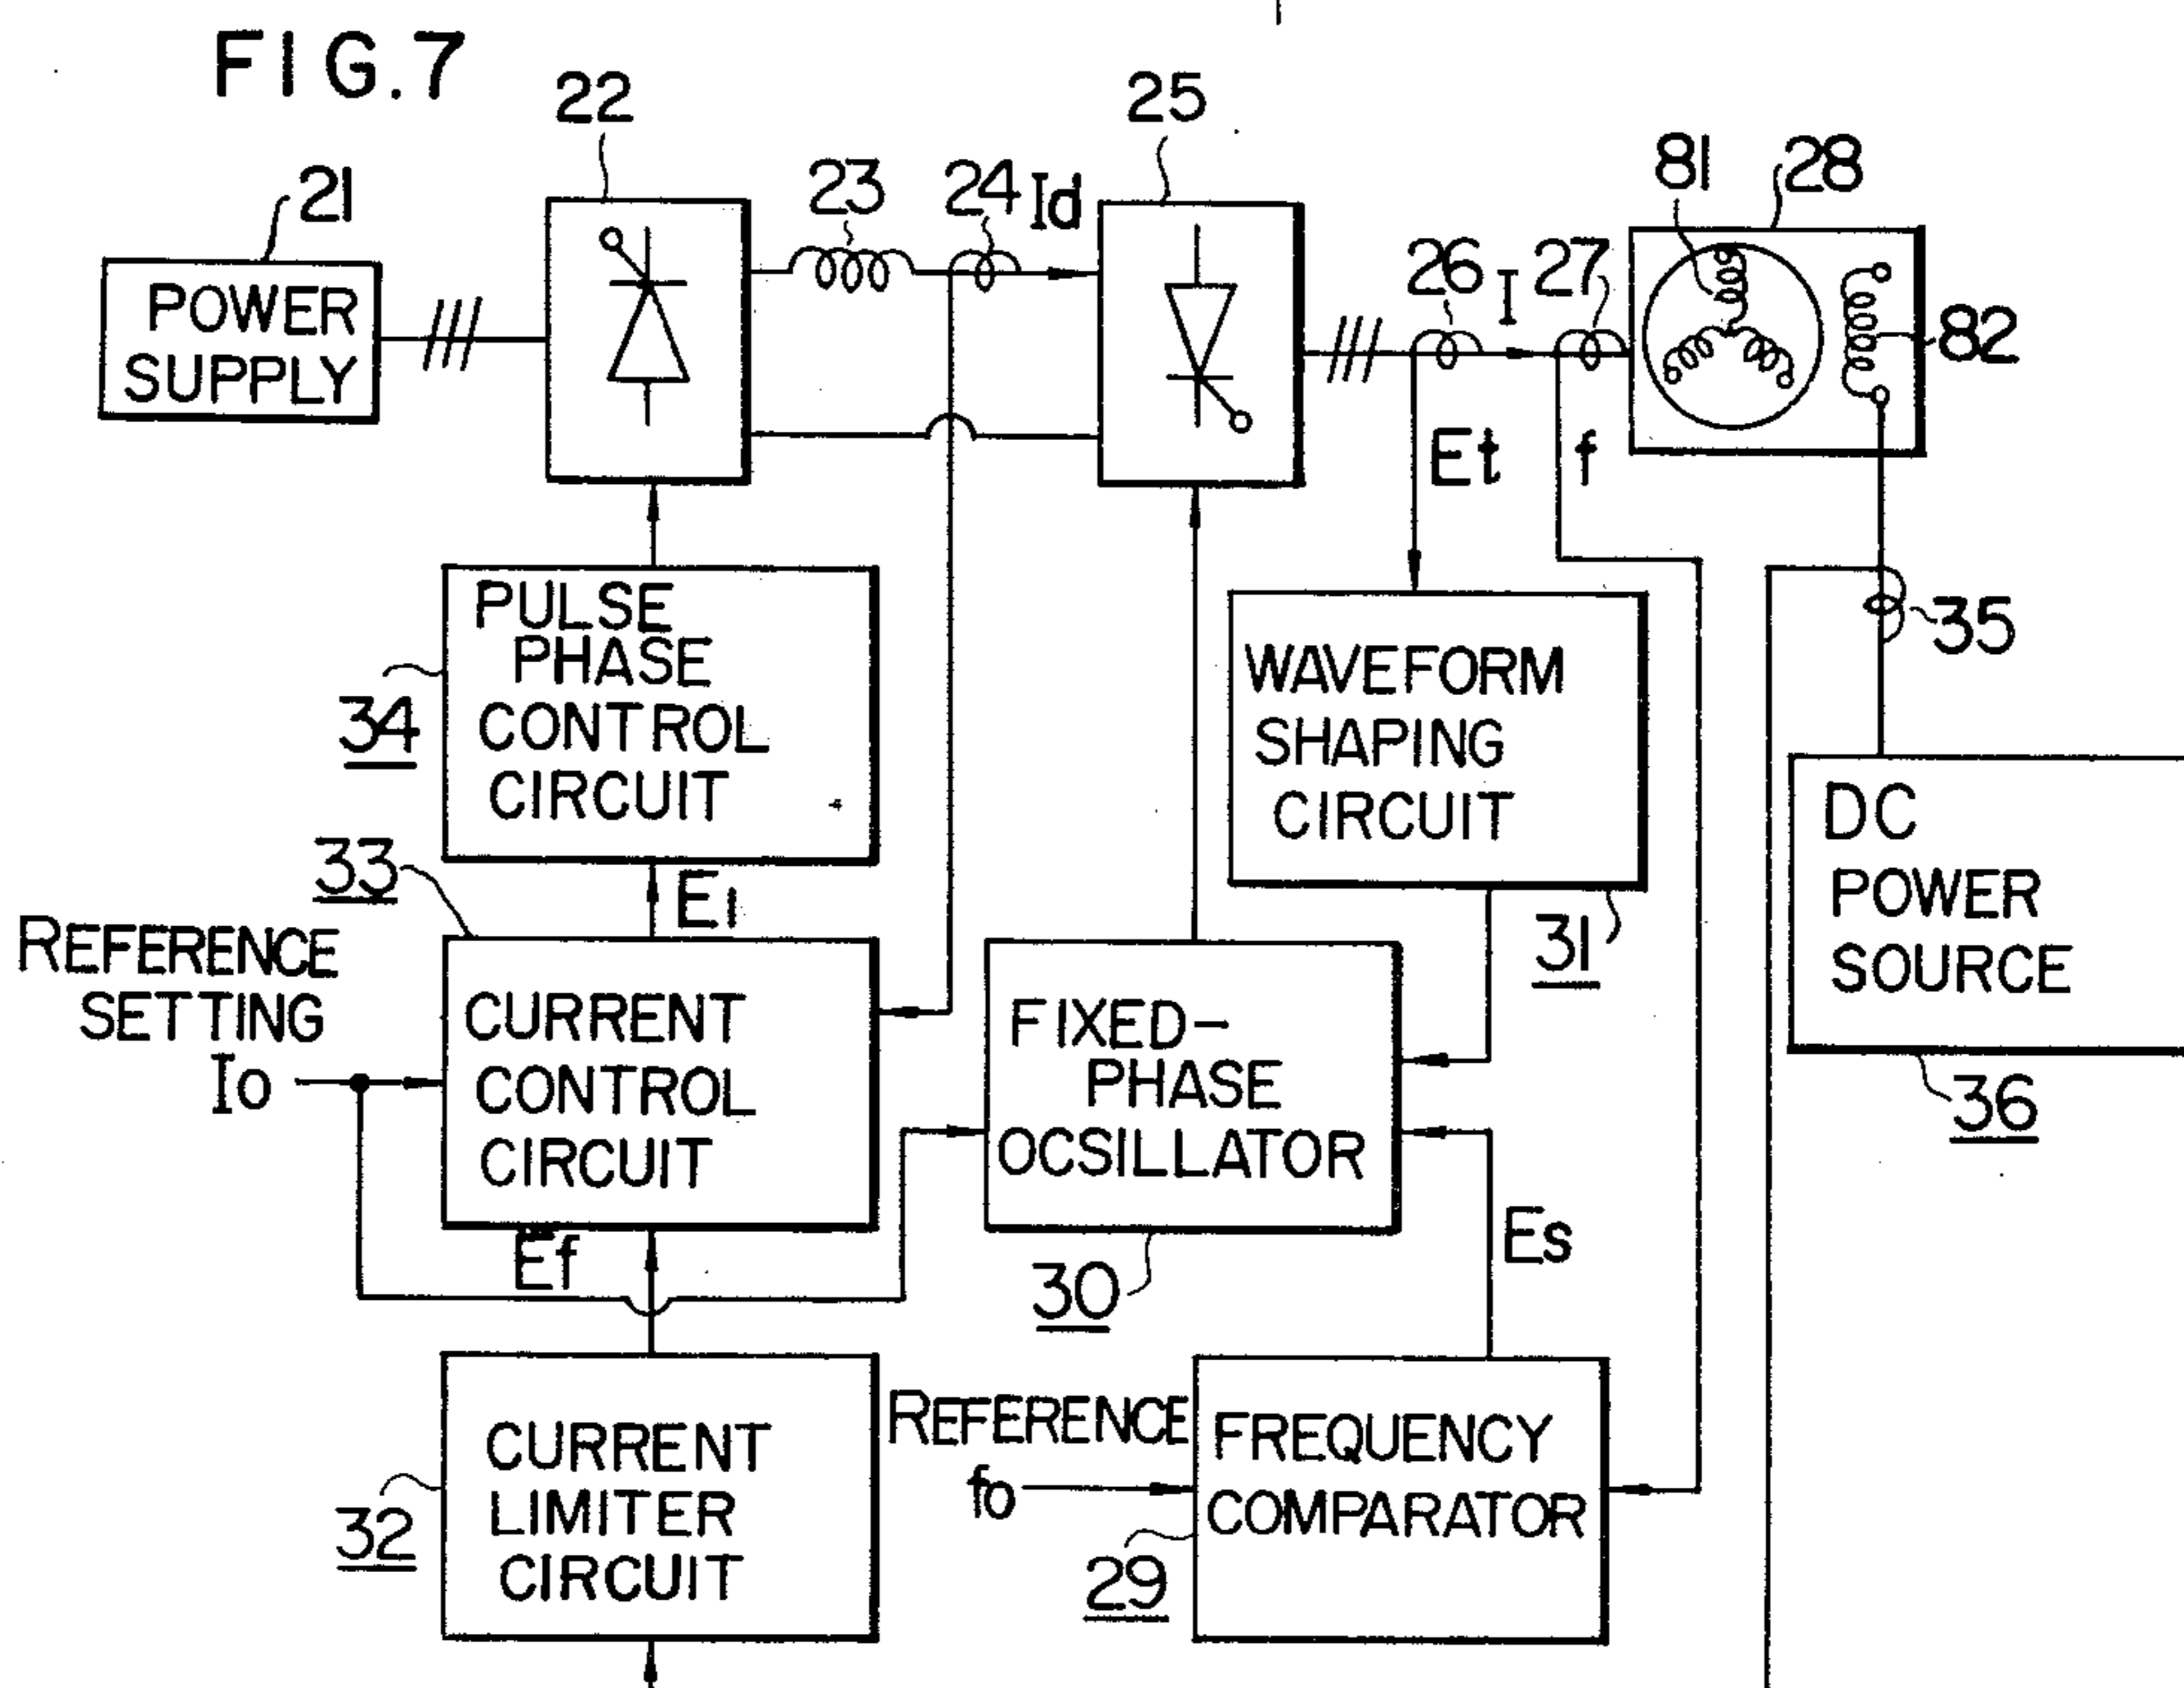 FIG.7
22
25
21
23
24
Id
81
28
26
I
27
82
POWER
SUPPLY
Et
f
35
PULSE
PHASE
CONTROL
CIRCUIT
34
WAVEFORM
SHAPING
CIRCUIT
31
DC
POWER
SOURCE
36
33
E1
REFERENCE
SETTING
Io
CURRENT
CONTROL
CIRCUIT
FIXED-
PHASE
OCSILLATOR
30
Ef
Es
CURRENT
LIMITER
CIRCUIT
32
REFERENCE
fo
FREQUENCY
COMPARATOR
29